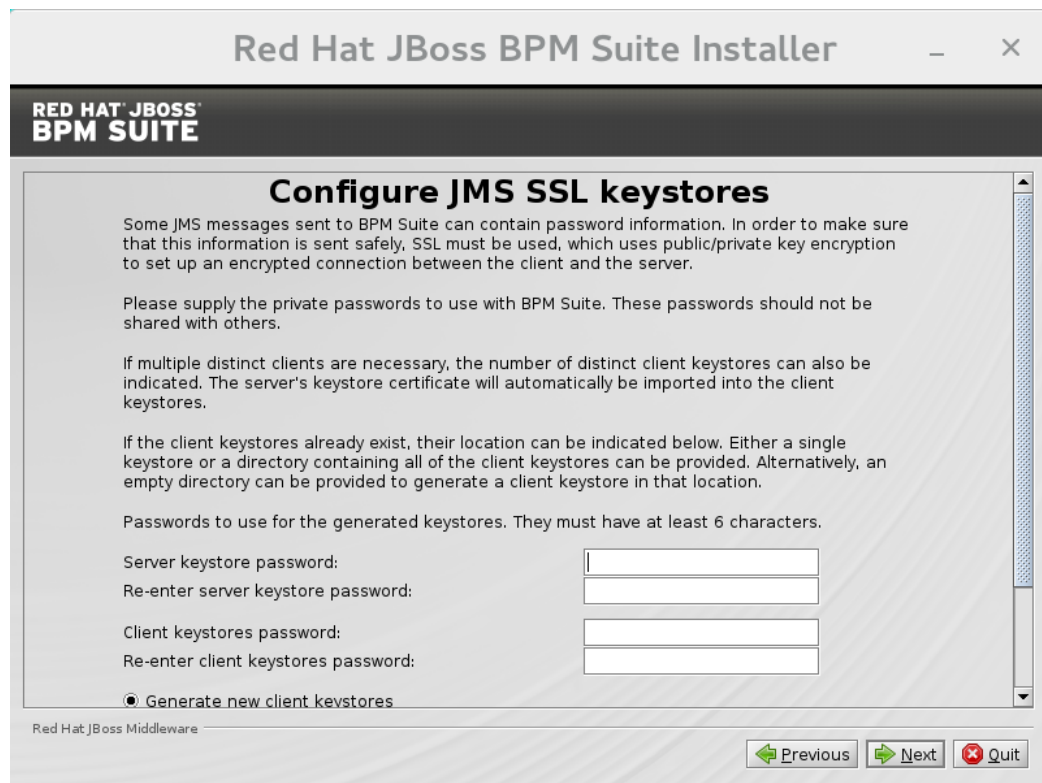 Red Hat JBoss BPM Suite Installer
RED HAT® JBOSS®
BPM SUITE
Configure JMS SSL keystores
Some JMS messages sent to BPM Suite can contain password information. In order to make sure
that this information is sent safely, SSL must be used, which uses public/private key encryption
to set up an encrypted connection between the client and the server.
Please supply the private passwords to use with BPM Suite. These passwords should not be
shared with others.
If multiple distinct clients are necessary, the number of distinct client keystores can also be
indicated. The server's keystore certificate will automatically be imported into the client
keystores.
If the client keystores already exist, their location can be indicated below. Either a single
keystore or a directory containing all of the client keystores can be provided. Alternatively, an
empty directory can be provided to generate a client keystore in that location.
Passwords to use for the generated keystores. They must have at least 6 characters.
Server keystore password:
Re-enter server keystore password:
Client keystores password:
Re-enter client keystores password:
Generate new client keystores
Red Hat JBoss Middleware
Previous Next Quit